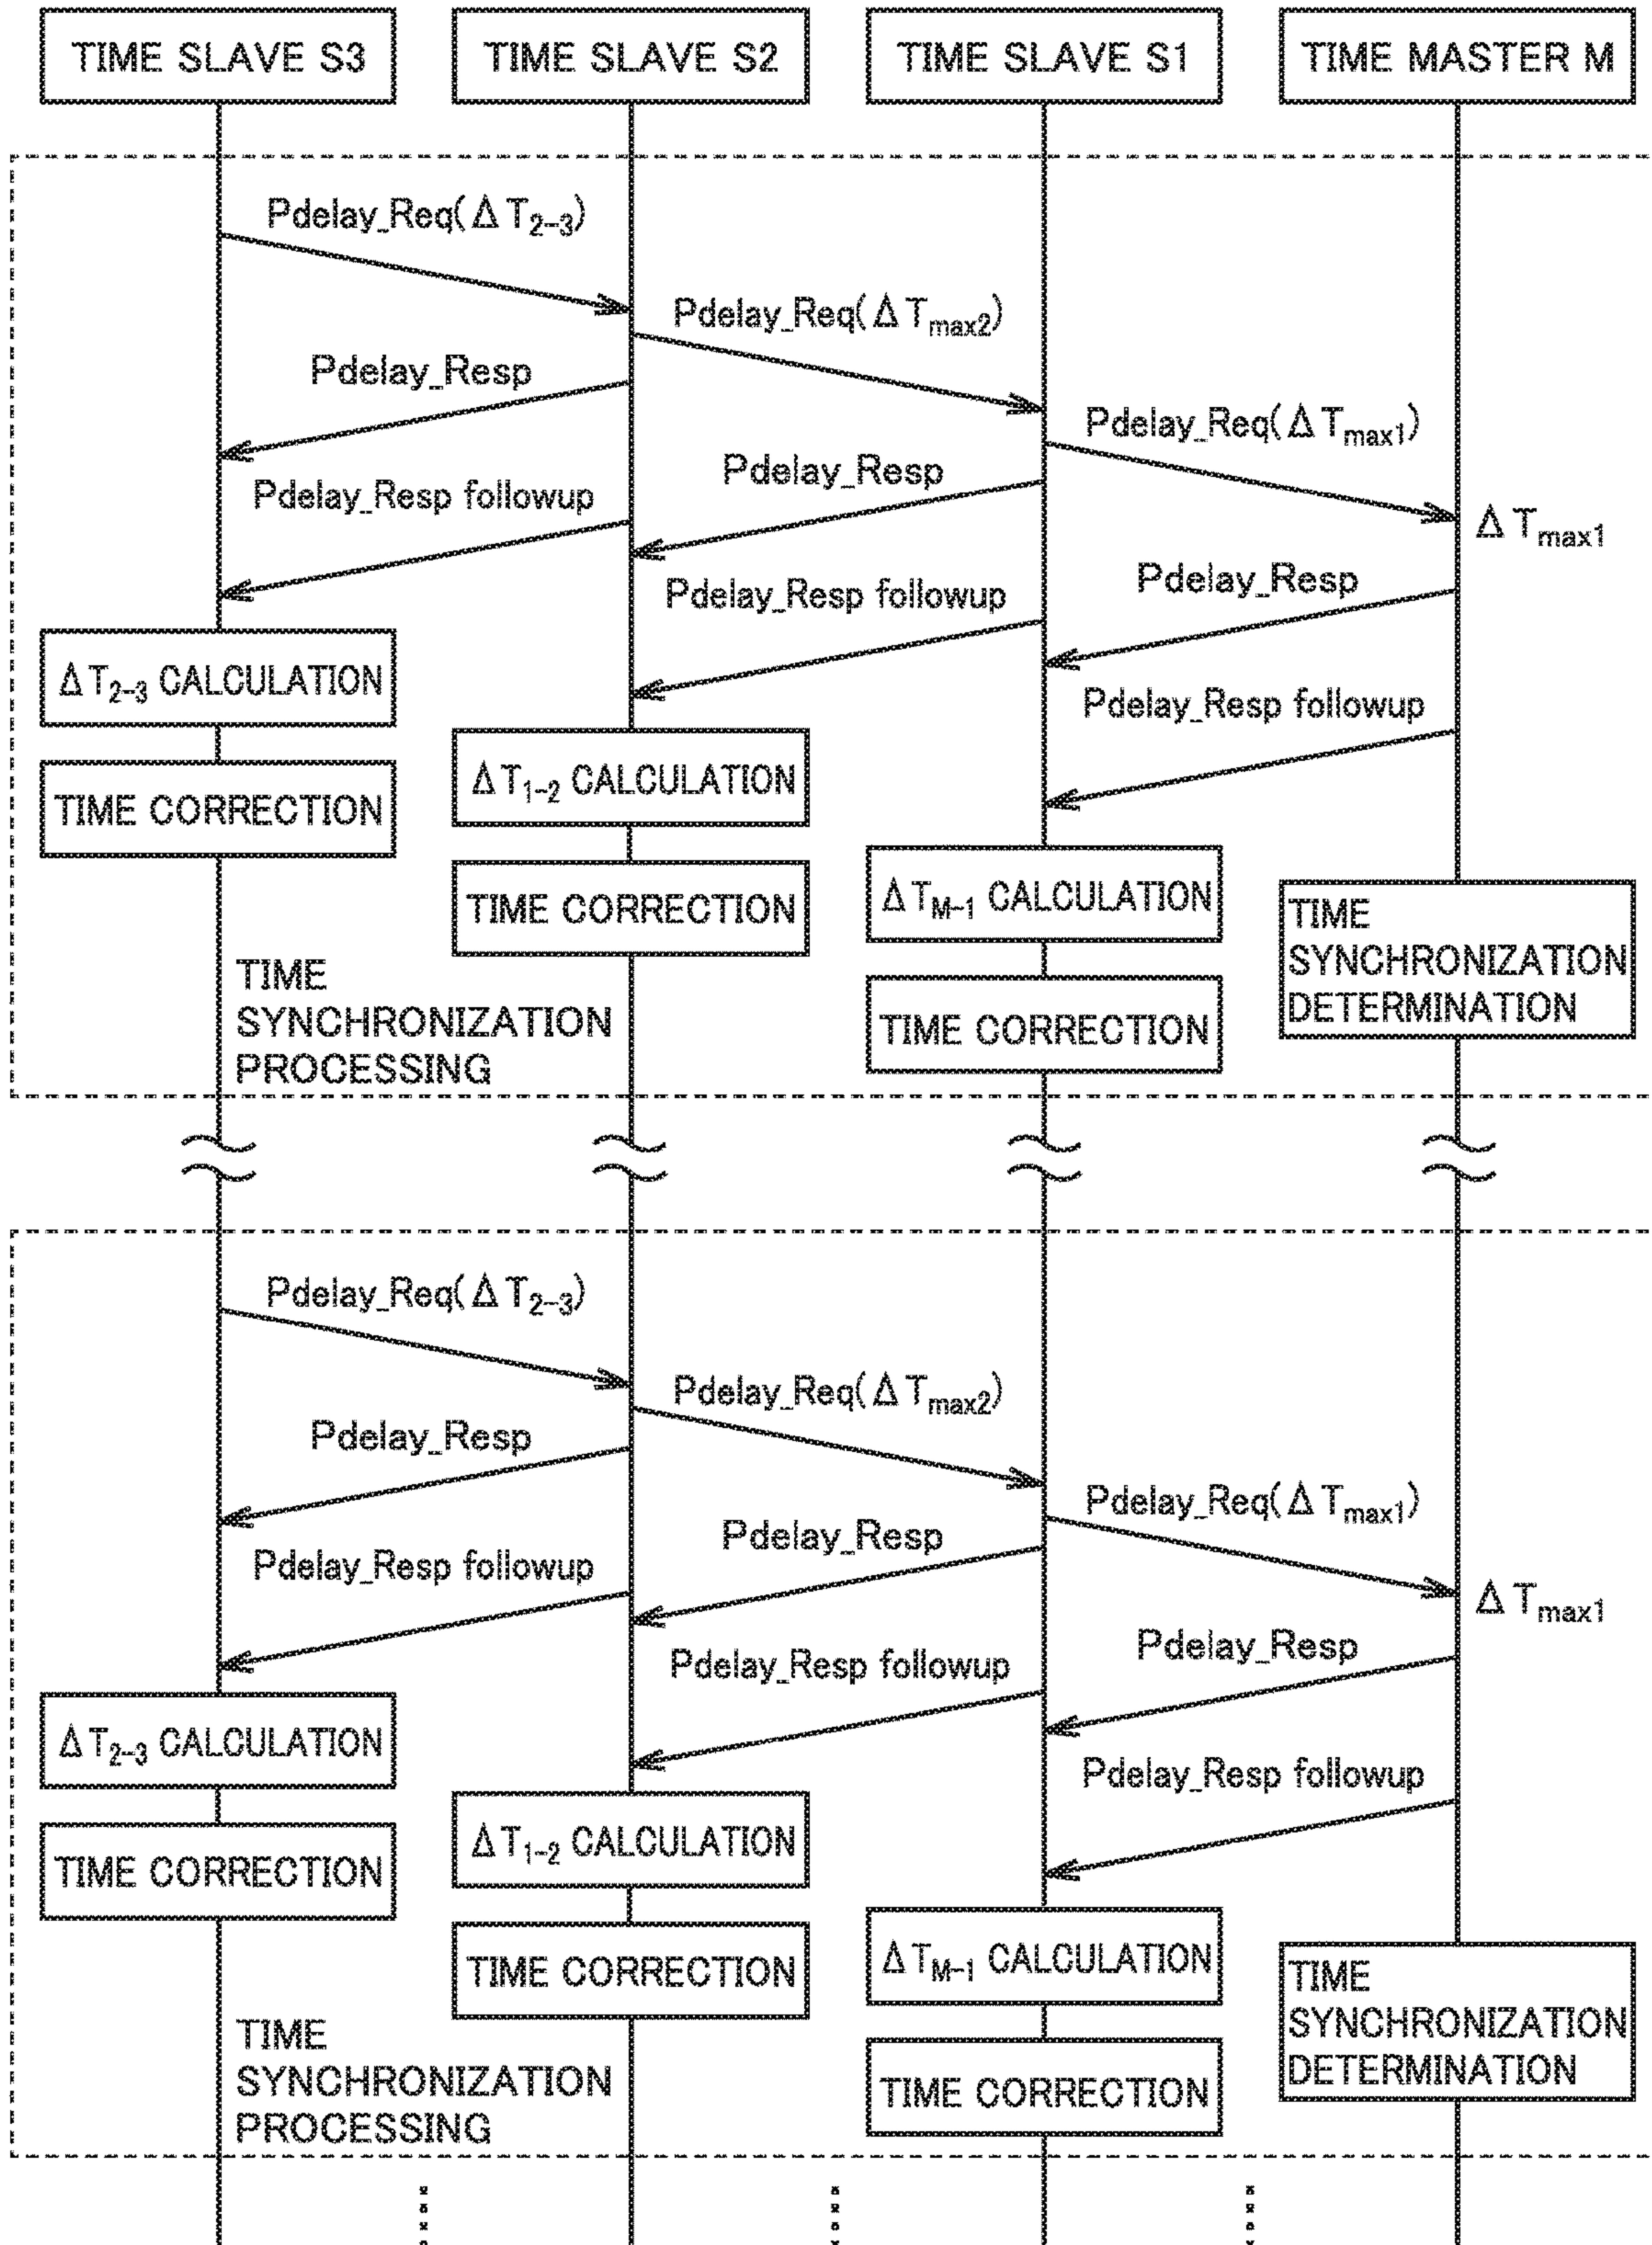 TIME SLAVE S3
TIME SLAVE S2
TIME SLAVE S1
TIME MASTER M
Pdelay_Req(ΔT2-3)
Pdelay_Req(ΔTmax2)
Pdelay_Resp
Pdelay_Req(ΔTmax1)
Pdelay_Resp
Pdelay_Resp followup
ΔTmax1
Pdelay_Resp
Pdelay_Resp followup
ΔT2-3 CALCULATION
Pdelay_Resp followup
ΔT1-2 CALCULATION
TIME CORRECTION
ΔTM-1 CALCULATION
TIME CORRECTION
TIME
SYNCHRONIZATION
DETERMINATION
TIME
SYNCHRONIZATION
PROCESSING
TIME CORRECTION
Pdelay_Req(ΔT2-3)
Pdelay_Req(ΔTmax2)
Pdelay_Resp
Pdelay_Req(ΔTmax1)
Pdelay_Resp
Pdelay_Resp followup
ΔTmax1
Pdelay_Resp
Pdelay_Resp followup
ΔT2-3 CALCULATION
Pdelay_Resp followup
ΔT1-2 CALCULATION
TIME CORRECTION
ΔTM-1 CALCULATION
TIME CORRECTION
TIME
SYNCHRONIZATION
DETERMINATION
TIME
SYNCHRONIZATION
PROCESSING
TIME CORRECTION